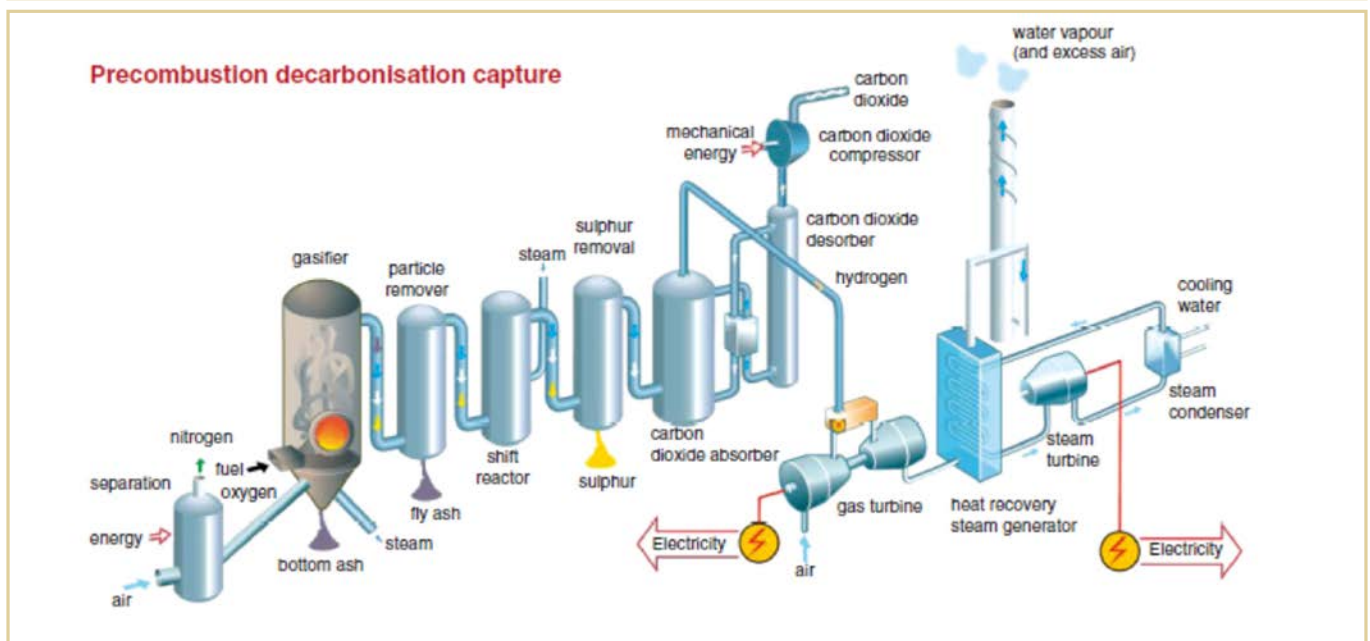 Precombustion decarbonisation capture
water vapour
(and excess air)
carbon
dioxide
mechanical
energy
carbon dioxide
compressor
carbon dioxide
desorber
hydrogen
sulphur
removal
steam
gasifier
particle
remover
cooling
water
steam
condenser
nitrogen
fuel
oxygen
separation
energy
air
bottom ash
steam
fly ash
shift
reactor
sulphur
carbon
dioxide absorber
gas turbine
air
Electricity
heat recovery
steam generator
steam
turbine
Electricity